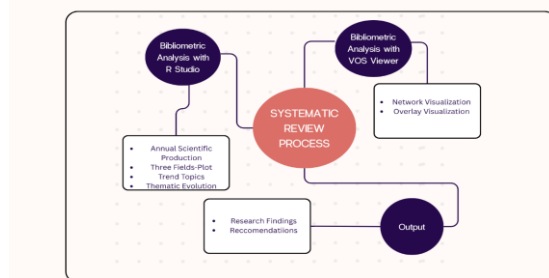 Bibliometric
Analysis with
R Studio
Bibliometric
Analysis with
VOS Viewer
• Network Visualization
• Overlay Visualization
SYSTEMATIC
REVIEW
PROCESS
• Annual Scientific
Production
• Three Fields-Plot
• Trend Topics
• Thematic Evolution
• Research Findings
• Reccomendatiions
Output